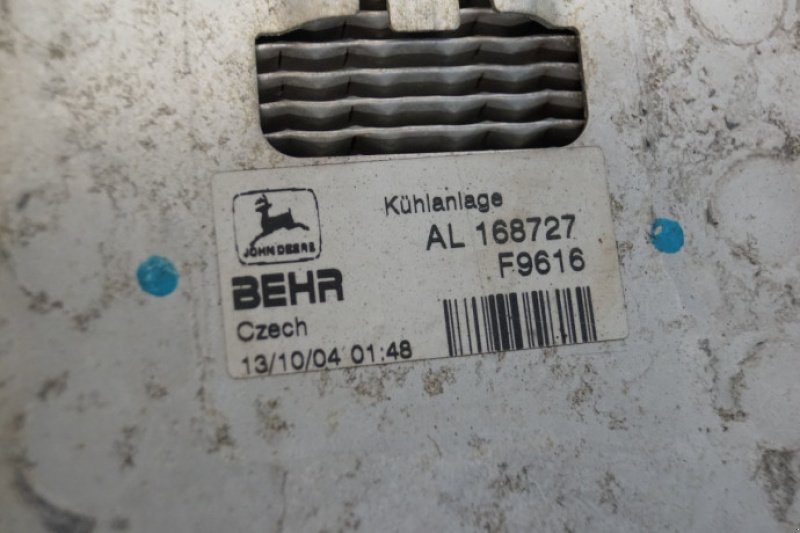 Kühlanlage
JOHN DEERE
AL 168727
F9616
BEHR
Czech
13/10/04 01:48